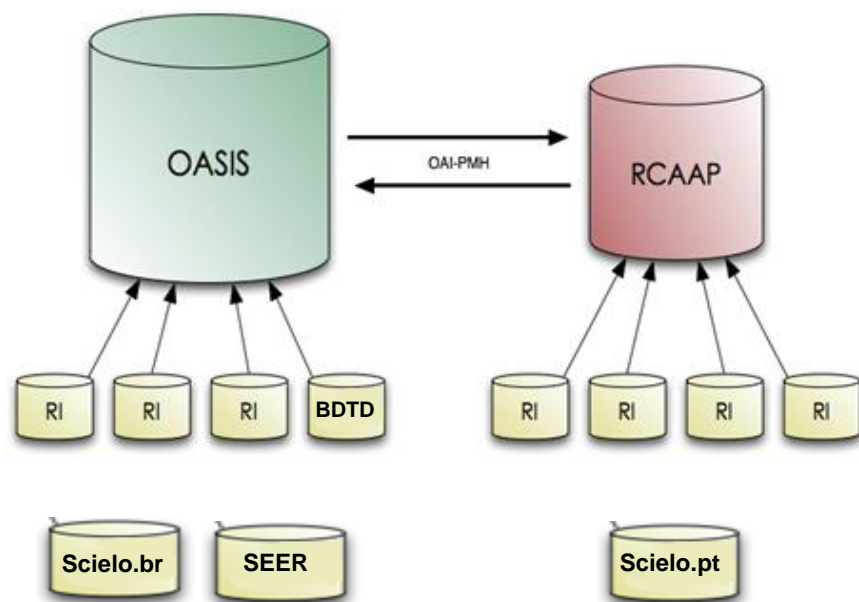 OASIS
OAI-PMH
RCAAP
RI
RI
RI
BDTD
RI
RI
RI
RI
Scielo.br
SEER
Scielo.pt